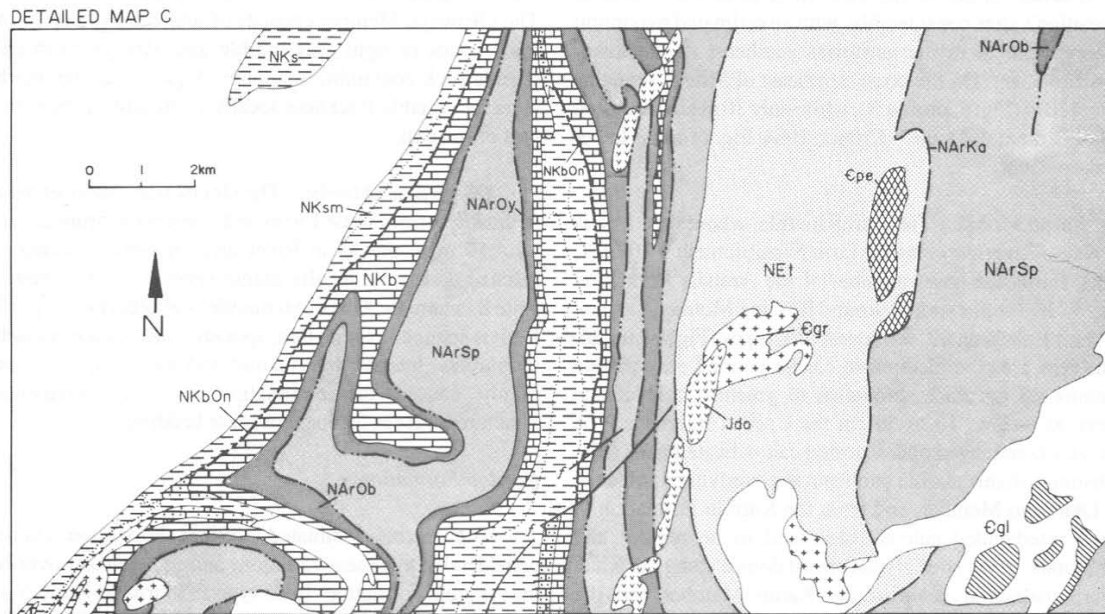 DETAILED MAP C
NKs
NArOb
NKbOn
NArKa
0 1 2km
Єpe
NKsm
NArOy
NKb
NEt
NArSp
N
Єgr
NArSp
NKbOn
Jdo
NArOb
Єgl